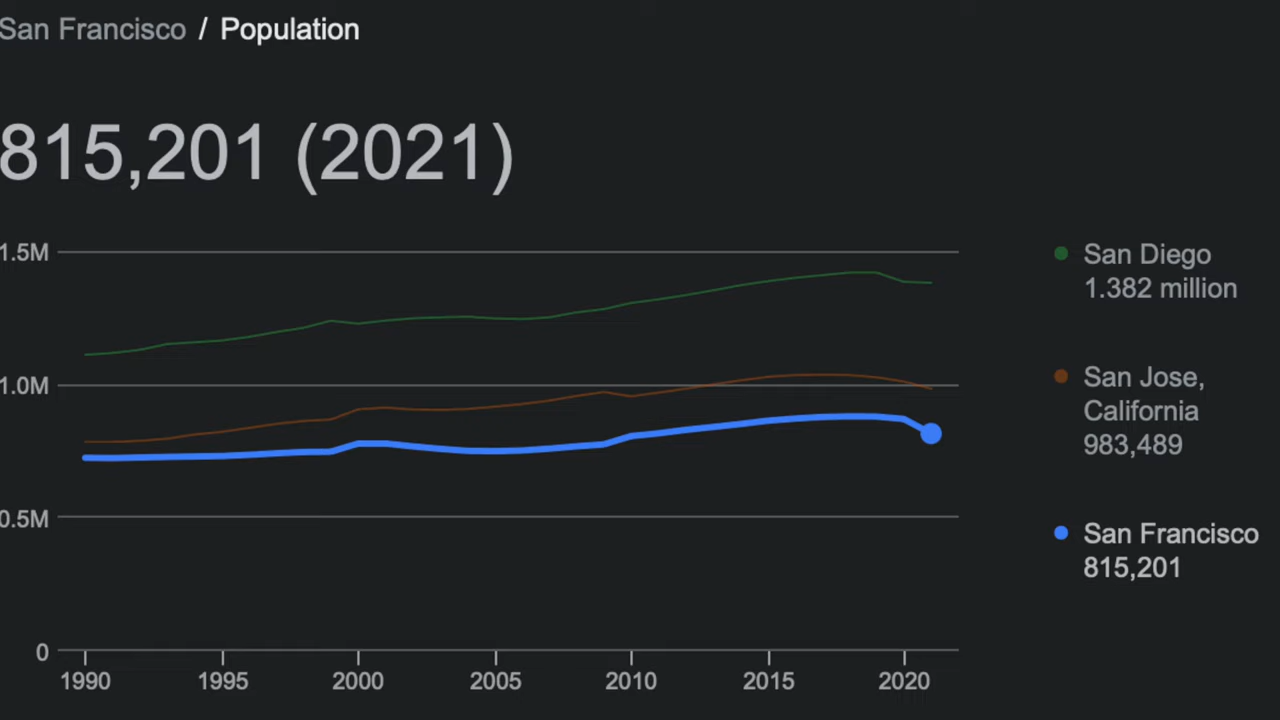 San Francisco / Population
815,201 (2021)
1.5M
1.0M
0.5M
0
1990 1995 2000 2005 2010 2015 2020
San Diego
1.382 million
San Jose,
California
983,489
San Francisco
815,201